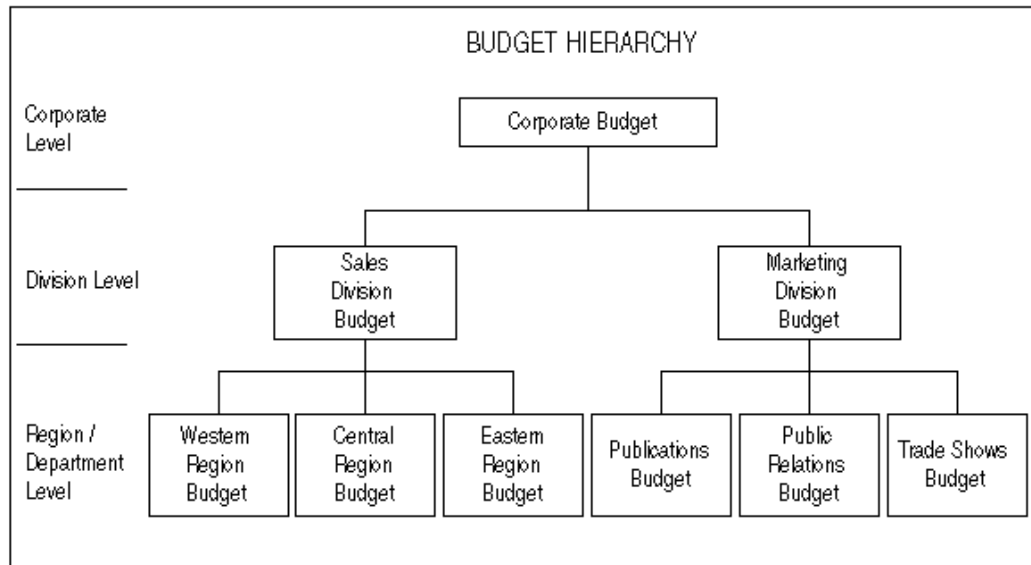 BUDGET HIERARCHY
Corporate
Level
Corporate Budget
Division Level
Sales
Division
Budget
Marketing
Division
Budget
Region /
Department
Level
Western
Region
Budget
Central
Region
Budget
Eastern
Region
Budget
Publications
Budget
Public
Relations
Budget
Trade Shows
Budget